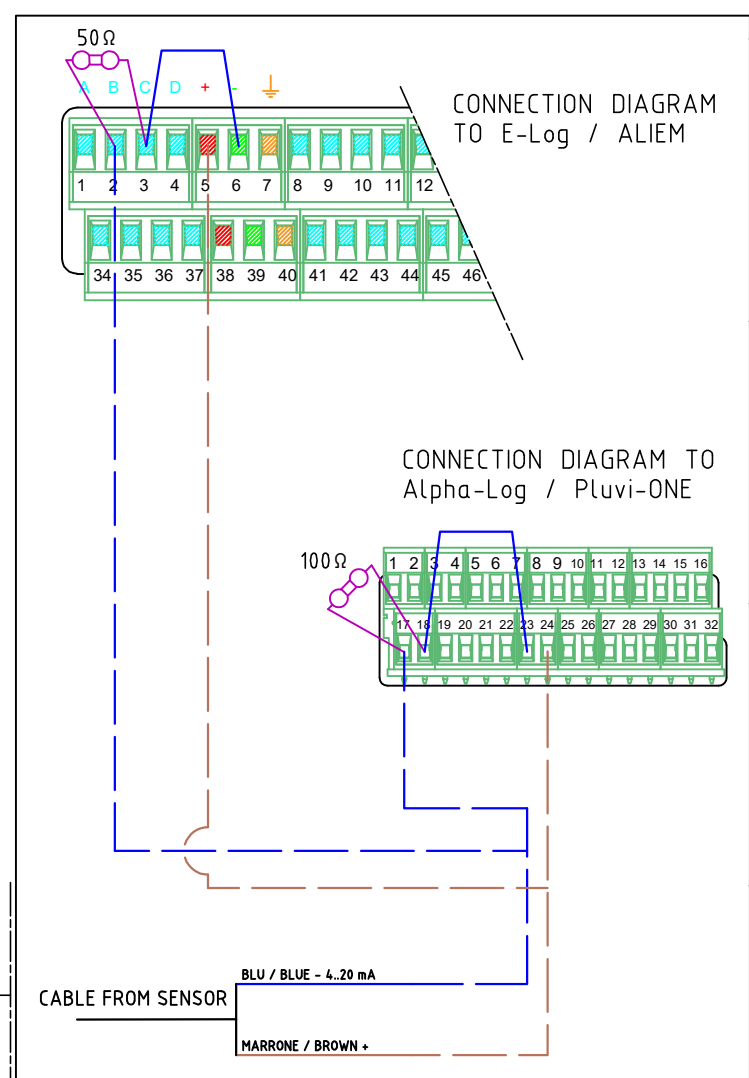 50Ω
A B C D + -
CONNECTION DIAGRAM
TO E-Log / ALIEM
1 2 3 4 5 6 7 8 9 10 11 12
34 35 36 37 38 39 40 41 42 43 44 45 46
CONNECTION DIAGRAM TO
Alpha-Log / Pluvi-ONE
100Ω
1 2 3 4 5 6 7 8 9 10 11 12 13 14 15 16
17 18 19 20 21 22 23 24 25 26 27 28 29 30 31 32
BLU / BLUE - 4..20 mA
CABLE FROM SENSOR
MARRONE / BROWN +